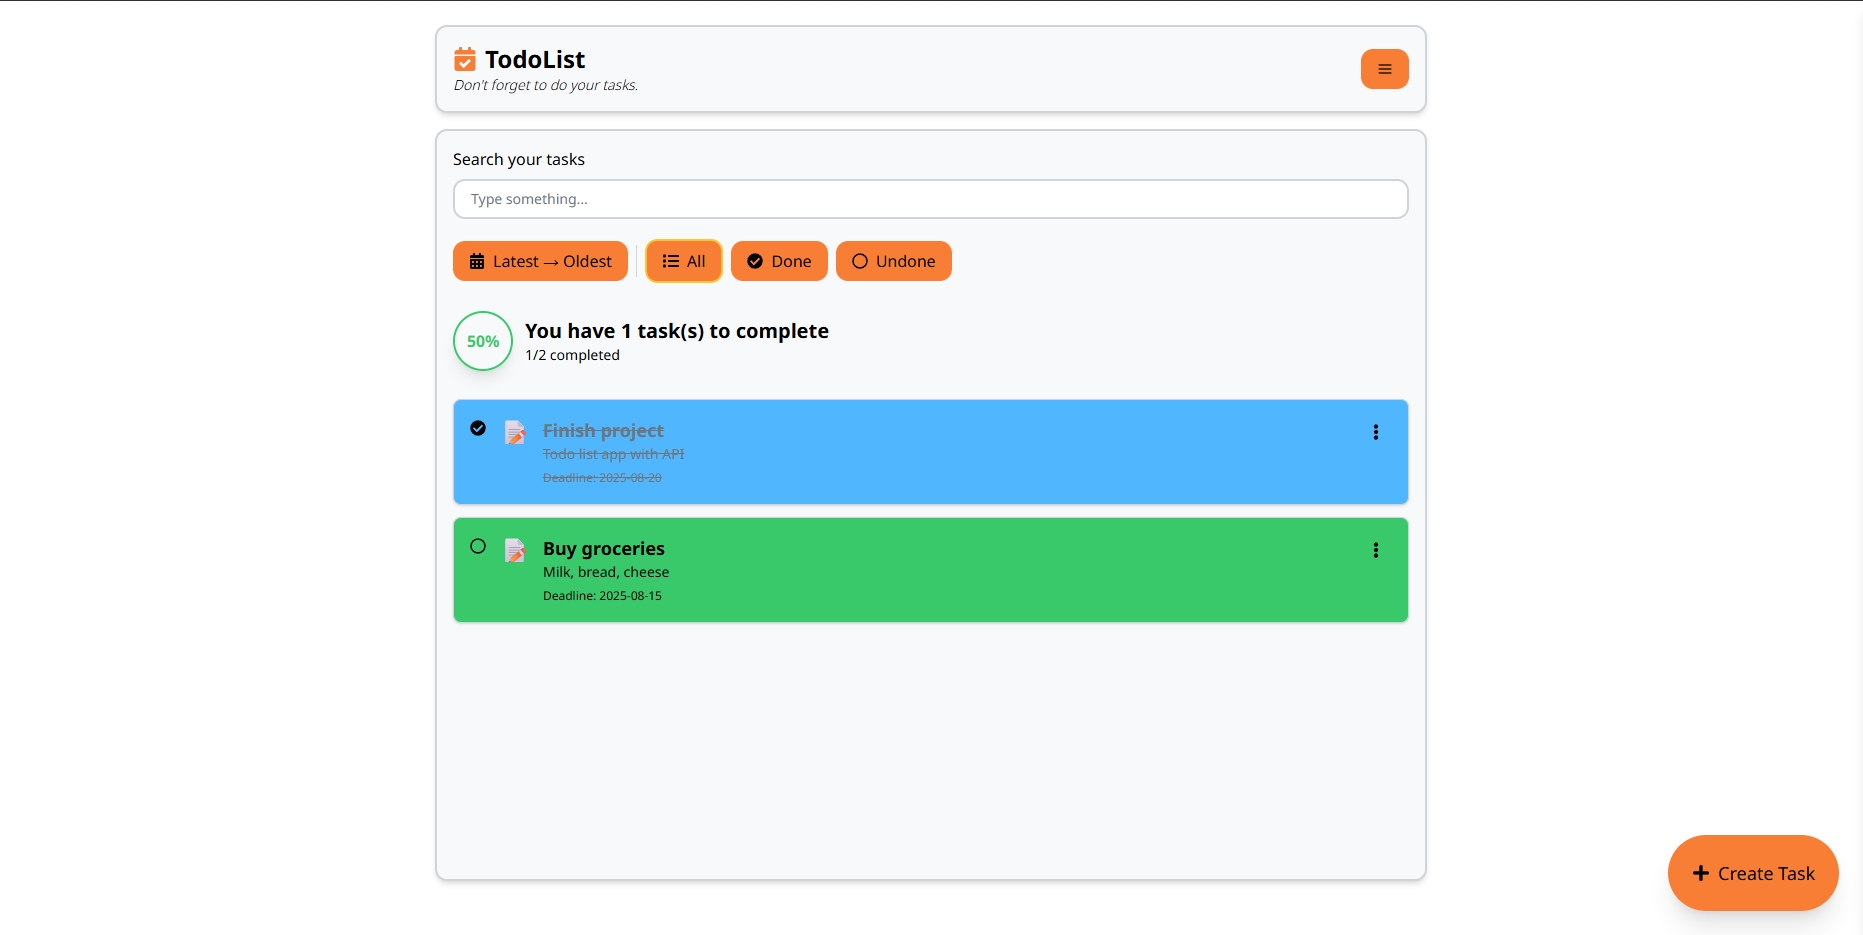 TodoList
Don't forget to do your tasks.
Search your tasks
Type something...
Latest → Oldest
All
Done
Undone
50%
You have 1 task(s) to complete
1/2 completed
Finish project
Todo list app with API
Deadline: 2025-08-20
Buy groceries
Milk, bread, cheese
Deadline: 2025-08-15
Create Task